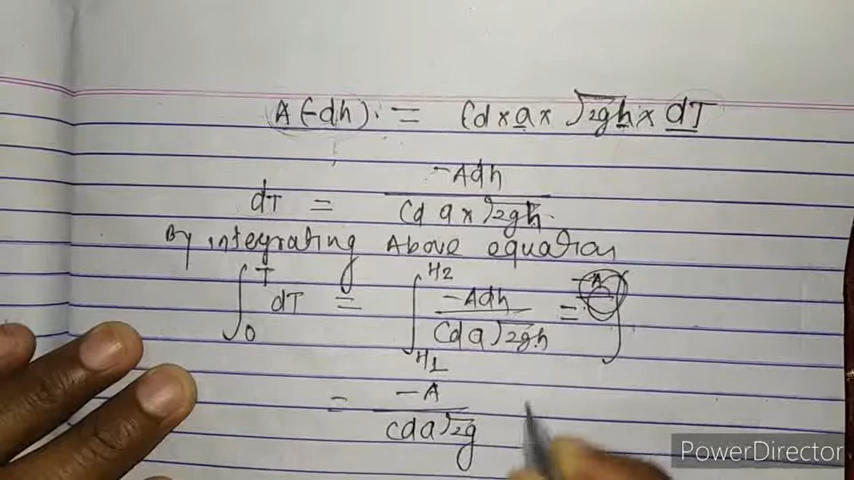 A(-dh). = Cd × a × √2gh × dT
dT = -Adh / Cd a × √2gh.
By integrating Above equation
∫₀ᵀ dT = ∫_H1^H2 -Adh / Cd a √2gh = ∫
= -A / Cd a √2g
PowerDirector